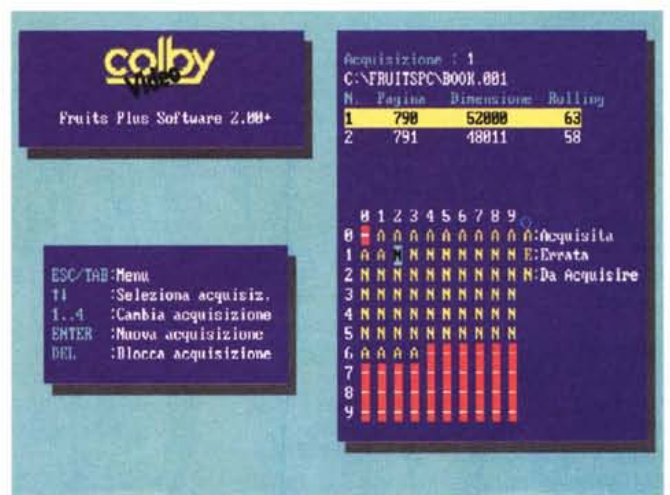 colby
Video
Fruits Plus Software 2.00+
ESC/TAB:Menu
↑↓ :Seleziona acquisiz.
1..4 :Cambia acquisizione
ENTER :Nuova acquisizione
DEL :Blocca acquisizione
Acquisizione : 1
C:\FRUITSPC\BOOK.001
N. Pagina Dimensione Rolling
1 790 52000 63
2 791 48011 58
0 1 2 3 4 5 6 7 8 9
0 - A A A A A A A A A A:Acquisita
1 A A N N N N N N N N E:Errata
2 N N N N N N N N N N N:Da Acquisire
3 N N N N N N N N N N
4 N N N N N N N N N N
5 N N N N N N N N N N
6 A A A A - - - - - -
7 - - - - - - - - - -
8 - - - - - - - - - -
9 - - - - - - - - - -